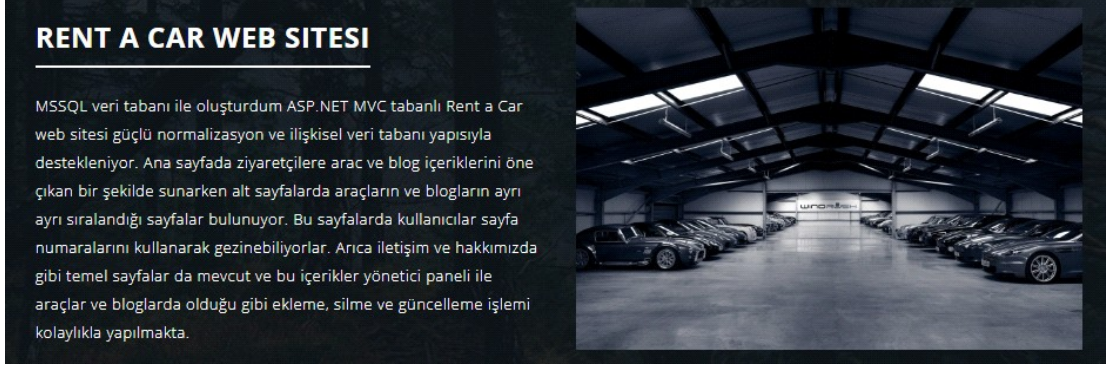 RENT A CAR WEB SITESI
MSSQL veri tabanı ile oluşturdum ASP.NET MVC tabanlı Rent a Car
web sitesi güçlü normalizasyon ve ilişkisel veri tabanı yapısıyla
destekleniyor. Ana sayfada ziyaretçilere arac ve blog içeriklerini öne
çıkan bir şekilde sunarken alt sayfalarda araçların ve blogların ayrı
ayrı sıralandığı sayfalar bulunuyor. Bu sayfalarda kullanıcılar sayfa
numaralarını kullanarak gezinebiliyorlar. Arıca iletişim ve hakkımızda
gibi temel sayfalar da mevcut ve bu içerikler yönetici paneli ile
araçlar ve bloglarda olduğu gibi ekleme, silme ve güncelleme işlemi
kolaylıkla yapılmakta.
WINDRUSH